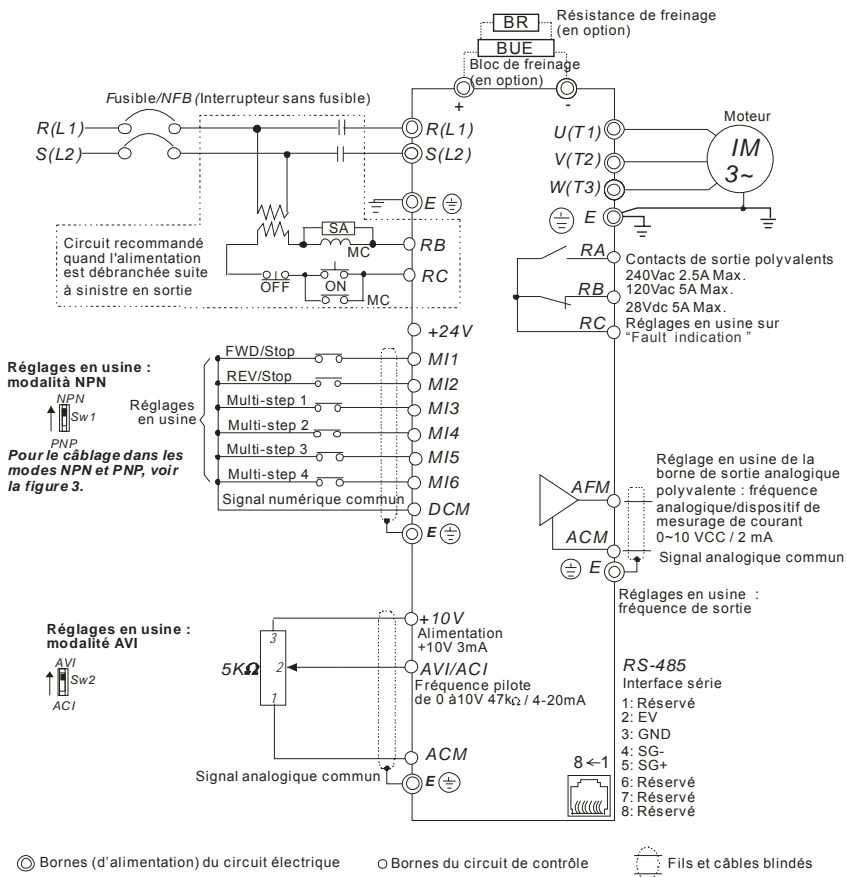 BR
Résistance de freinage
(en option)
BUE
Bloc de freinage
(en option)
+
-
Fusible/NFB (Interrupteur sans fusible)
R(L1)
R(L1)
S(L2)
S(L2)
E
SA
MC
RB
RC
OFF
ON
MC
Circuit recommandé
quand l'alimentation
est débranchée suite
à sinistre en sortie
U(T1)
V(T2)
W(T3)
E
Moteur
IM
3~
RA
RB
RC
Contacts de sortie polyvalents
240Vac 2.5A Max.
120Vac 5A Max.
28Vdc 5A Max.
Réglages en usine sur
"Fault indication "
+24V
Réglages en usine :
modalità NPN
NPN
Sw1
PNP
Pour le câblage dans les
modes NPN et PNP, voir
la figure 3.
Réglages
en usine
FWD/Stop
MI1
REV/Stop
MI2
Multi-step 1
MI3
Multi-step 2
MI4
Multi-step 3
MI5
Multi-step 4
MI6
Signal numérique commun
DCM
E
AFM
ACM
E
Réglage en usine de la
borne de sortie analogique
polyvalente : fréquence
analogique/dispositif de
mesurage de courant
0~10 VCC / 2 mA
Signal analogique commun
Réglages en usine :
fréquence de sortie
Réglages en usine :
modalité AVI
AVI
Sw2
ACI
5KΩ
3
2
1
+10V
Alimentation
+10V 3mA
AVI/ACI
Fréquence pilote
de 0 à10V 47kΩ / 4-20mA
ACM
Signal analogique commun
E
RS-485
Interface série
1: Réservé
2: EV
3: GND
4: SG-
5: SG+
6: Réservé
7: Réservé
8: Réservé
8←1
Bornes (d'alimentation) du circuit électrique
Bornes du circuit de contrôle
Fils et câbles blindés